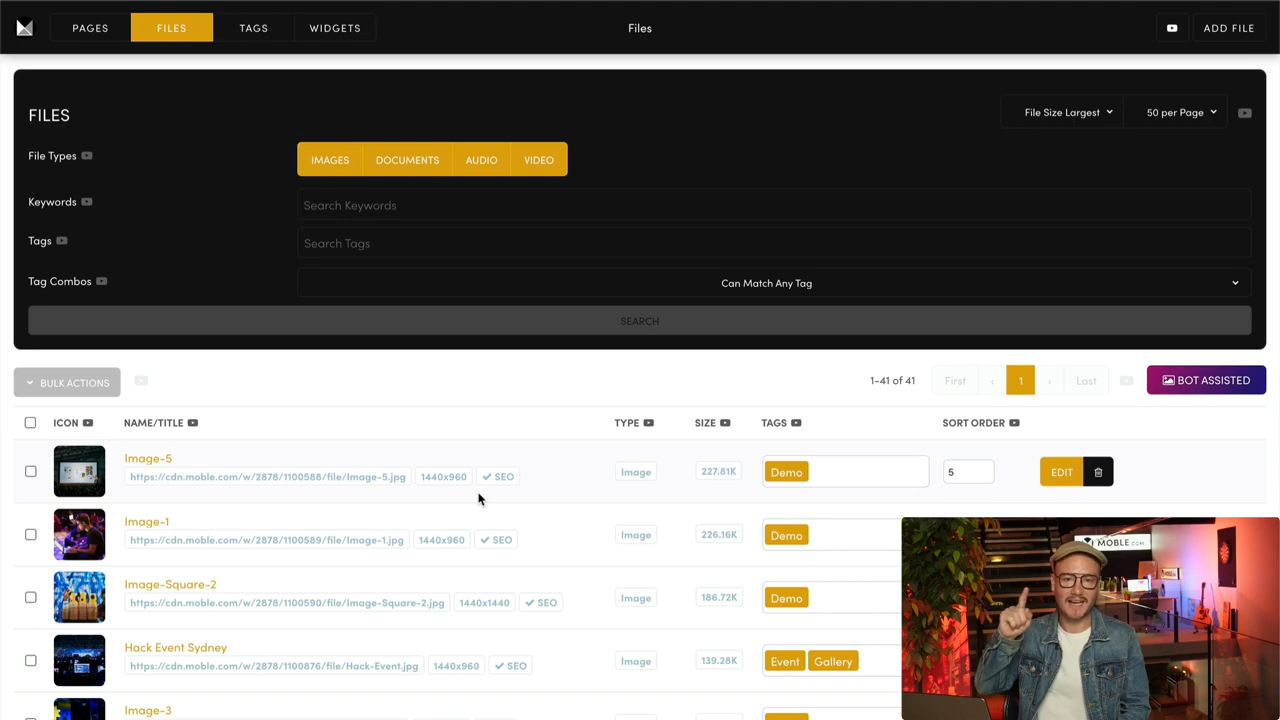 PAGES FILES TAGS WIDGETS Files ADD FILE
FILES File Size Largest 50 per Page
File Types IMAGES DOCUMENTS AUDIO VIDEO
Keywords Search Keywords
Tags Search Tags
Tag Combos Can Match Any Tag
SEARCH
BULK ACTIONS 1-41 of 41 First ‹ 1 › Last BOT ASSISTED
ICON NAME/TITLE TYPE SIZE TAGS SORT ORDER
Image-5
https://cdn.moble.com/w/2878/1100588/file/Image-5.jpg 1440x960 SEO Image 227.81K Demo 5 EDIT
Image-1
https://cdn.moble.com/w/2878/1100589/file/Image-1.jpg 1440x960 SEO Image 226.16K Demo
Image-Square-2
https://cdn.moble.com/w/2878/1100590/file/Image-Square-2.jpg 1440x1440 SEO Image 186.72K Demo
Hack Event Sydney
https://cdn.moble.com/w/2878/1100876/file/Hack-Event.jpg 1440x960 SEO Image 139.28K Event Gallery
Image-3
MOBLE.COM